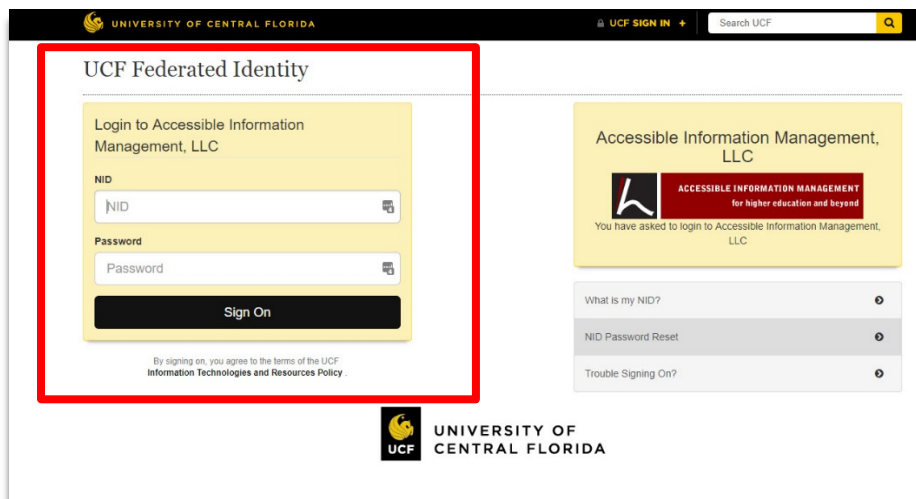 UNIVERSITY OF CENTRAL FLORIDA
UCF SIGN IN +
Search UCF
UCF Federated Identity
Login to Accessible Information
Management, LLC
NID
NID
Password
Password
Sign On
By signing on, you agree to the terms of the UCF
Information Technologies and Resources Policy .
Accessible Information Management,
LLC
ACCESSIBLE INFORMATION MANAGEMENT
for higher education and beyond
You have asked to login to Accessible Information Management,
LLC
What is my NID?
NID Password Reset
Trouble Signing On?
UCF
UNIVERSITY OF
CENTRAL FLORIDA